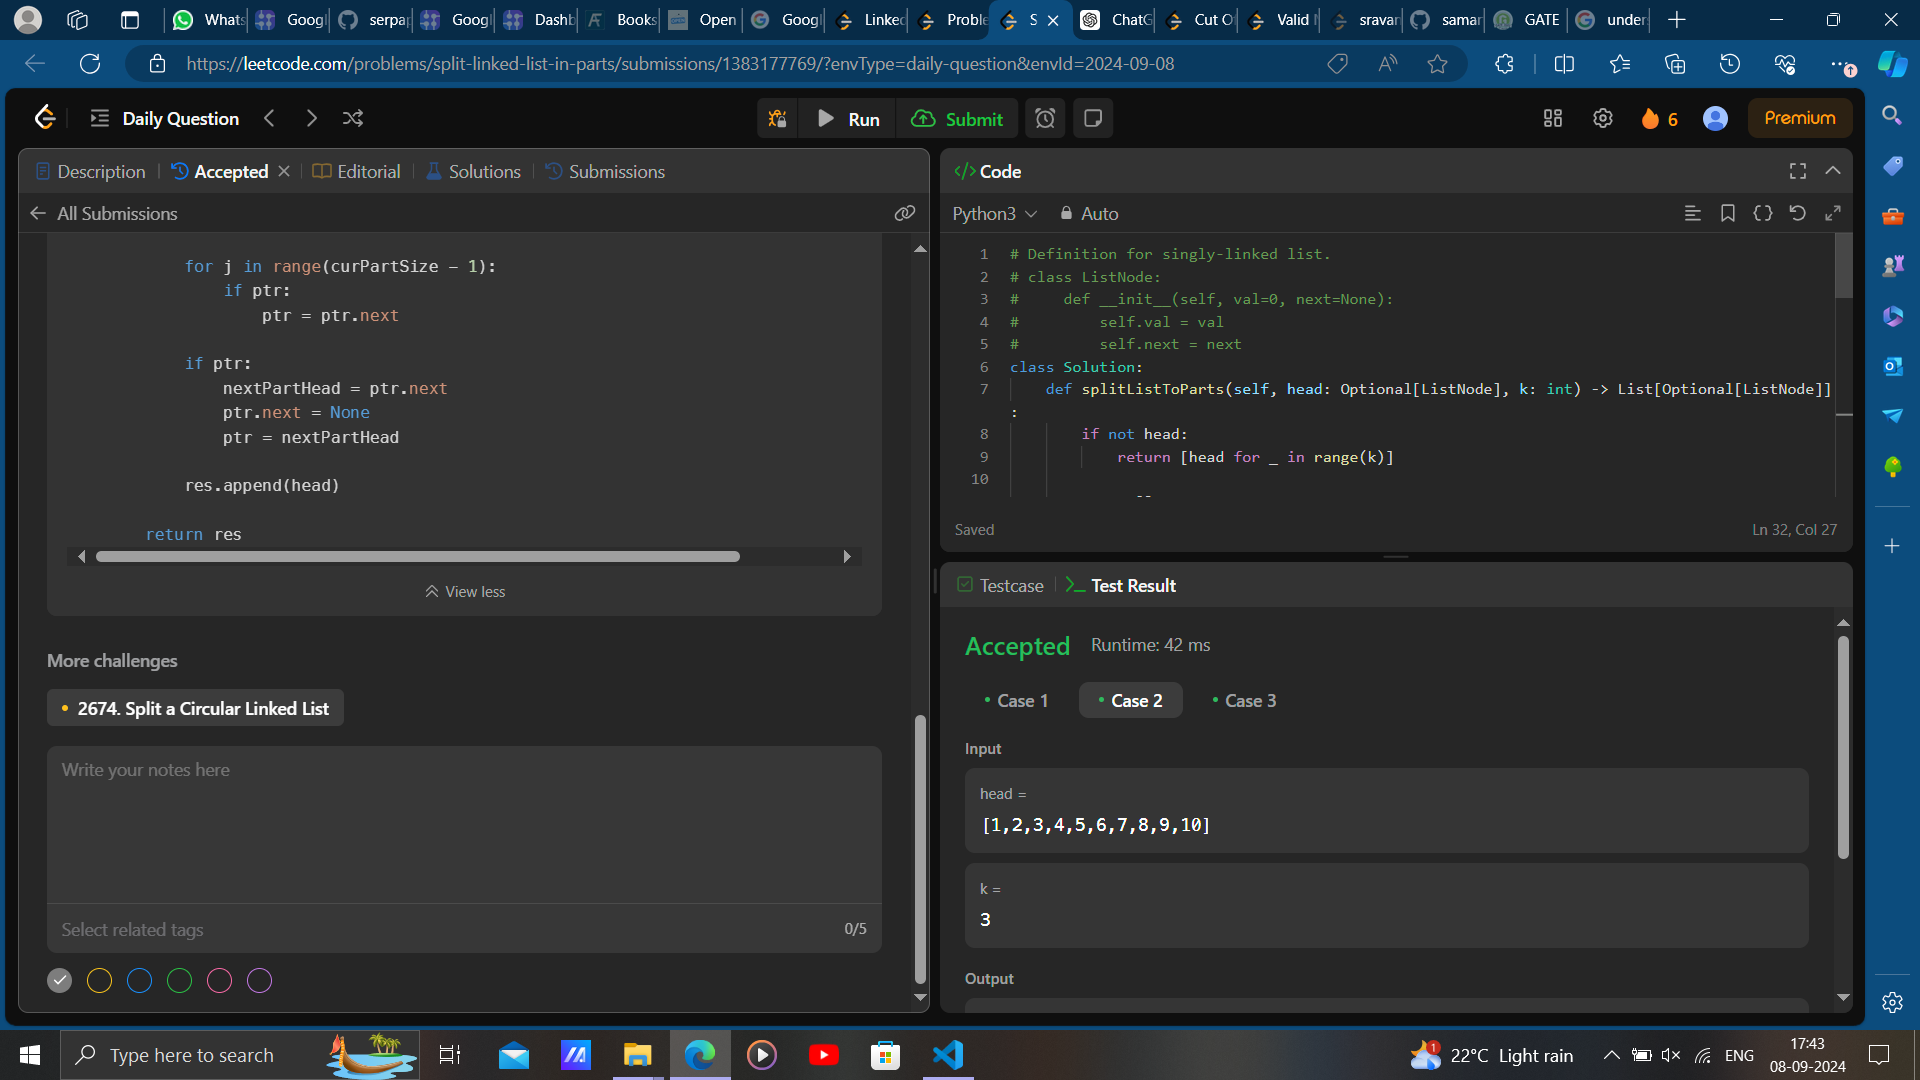 Whats
Googl
serpap
Googl
Dashb
Books
Open
Googl
Linked
Proble
S
ChatG
Cut O
Valid
sravan
samar
GATE
under
https://leetcode.com/problems/split-linked-list-in-parts/submissions/1383177769/?envType=daily-question&envId=2024-09-08
Daily Question
Run
Submit
6
Premium
Description
Accepted
Editorial
Solutions
Submissions
All Submissions
for j in range(curPartSize - 1):
if ptr:
ptr = ptr.next
if ptr:
nextPartHead = ptr.next
ptr.next = None
ptr = nextPartHead
res.append(head)
return res
View less
More challenges
2674. Split a Circular Linked List
Write your notes here
Select related tags
0/5
</> Code
Python3
Auto
1 # Definition for singly-linked list.
2 # class ListNode:
3 #     def __init__(self, val=0, next=None):
4 #         self.val = val
5 #         self.next = next
6 class Solution:
7     def splitListToParts(self, head: Optional[ListNode], k: int) -> List[Optional[ListNode]]
:
8         if not head:
9             return [head for _ in range(k)]
10
Saved
Ln 32, Col 27
Testcase
Test Result
Accepted
Runtime: 42 ms
Case 1
Case 2
Case 3
Input
head =
[1,2,3,4,5,6,7,8,9,10]
k =
3
Output
Type here to search
1
22°C Light rain
ENG
17:43
08-09-2024